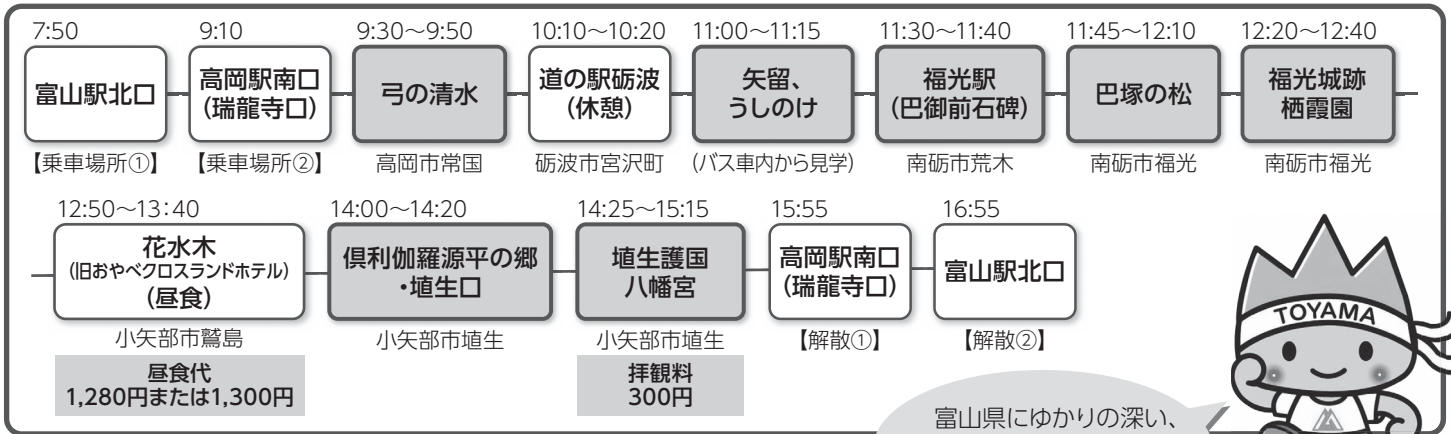 7:50
富山駅北口
【乗車場所①】
9:10
高岡駅南口
(瑞龍寺口)
【乗車場所②】
9:30～9:50
弓の清水
高岡市常国
10:10～10:20
道の駅砺波
(休憩)
砺波市宮沢町
11:00～11:15
矢留、
うしのけ
(バス車内から見学)
11:30～11:40
福光駅
(巴御前石碑)
南砺市荒木
11:45～12:10
巴塚の松
南砺市福光
12:20～12:40
福光城跡
栖霞園
南砺市福光
12:50～13:40
花水木
(旧おやべクロスランドホテル)
(昼食)
小矢部市鷲島
昼食代
1,280円または1,300円
14:00～14:20
倶利伽羅源平の郷
・埴生口
小矢部市埴生
14:25～15:15
埴生護国
八幡宮
小矢部市埴生
拝観料
300円
15:55
高岡駅南口
(瑞龍寺口)
【解散①】
16:55
富山駅北口
【解散②】
TOYAMA
富山県にゆかりの深い、